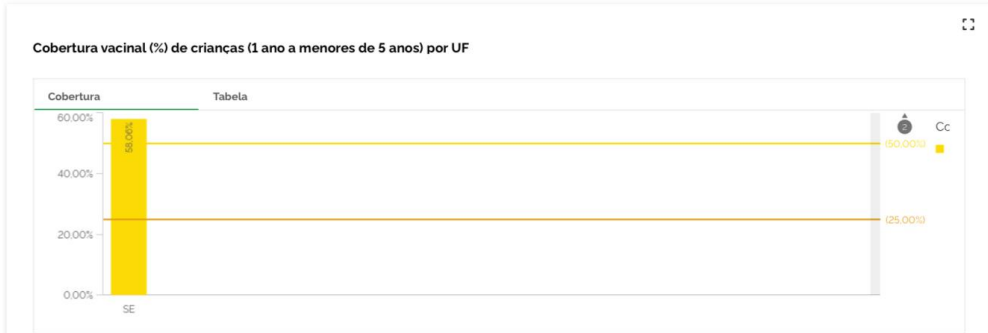 Cobertura vacinal (%) de crianças (1 ano a menores de 5 anos) por UF
Cobertura Tabela
60,00%
40,00%
20,00%
0,00%
58,06%
SE
(50,00%)
(25,00%)
2
Cc